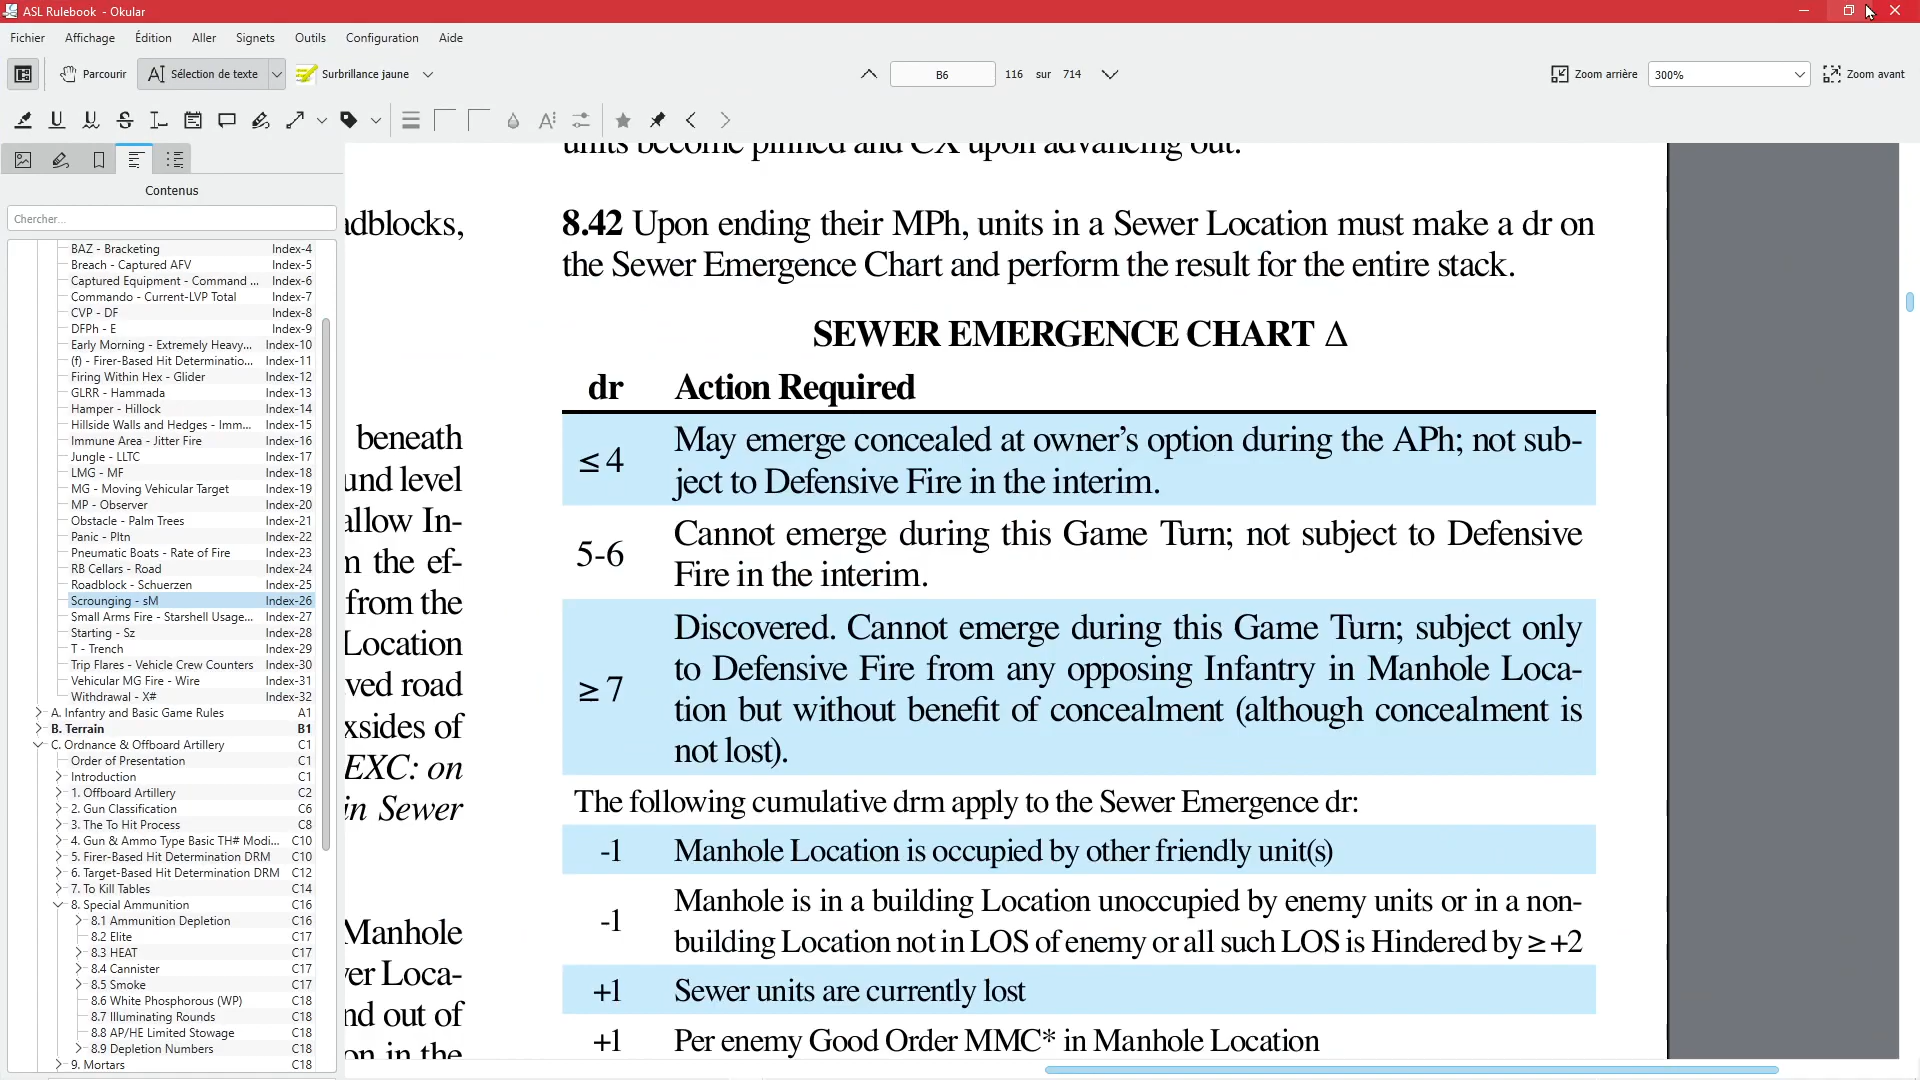 ASL Rulebook - Okular
Fichier Affichage Édition Aller Signets Outils Configuration Aide
Parcourir Sélection de texte Surbrillance jaune B6 116 sur 714 Zoom arrière 300% Zoom avant
Contenus
Chercher...
BAZ - Bracketing Index-4
Breach - Captured AFV Index-5
Captured Equipment - Command ... Index-6
Commando - Current-LVP Total Index-7
CVP - DF Index-8
DFPh - E Index-9
Early Morning - Extremely Heavy... Index-10
(f) - Firer-Based Hit Determinatio... Index-11
Firing Within Hex - Glider Index-12
GLRR - Hammada Index-13
Hamper - Hillock Index-14
Hillside Walls and Hedges - Imm... Index-15
Immune Area - Jitter Fire Index-16
Jungle - LLTC Index-17
LMG - MF Index-18
MG - Moving Vehicular Target Index-19
MP - Observer Index-20
Obstacle - Palm Trees Index-21
Panic - Pltn Index-22
Pneumatic Boats - Rate of Fire Index-23
RB Cellars - Road Index-24
Roadblock - Schuerzen Index-25
Scrounging - sM Index-26
Small Arms Fire - Starshell Usage... Index-27
Starting - Sz Index-28
T - Trench Index-29
Trip Flares - Vehicle Crew Counters Index-30
Vehicular MG Fire - Wire Index-31
Withdrawal - X# Index-32
A. Infantry and Basic Game Rules A1
B. Terrain B1
C. Ordnance & Offboard Artillery C1
Order of Presentation C1
Introduction C1
1. Offboard Artillery C2
2. Gun Classification C6
3. The To Hit Process C8
4. Gun & Ammo Type Basic TH# Modi... C10
5. Firer-Based Hit Determination DRM C10
6. Target-Based Hit Determination DRM C12
7. To Kill Tables C14
8. Special Ammunition C16
8.1 Ammunition Depletion C16
8.2 Elite C17
8.3 HEAT C17
8.4 Cannister C17
8.5 Smoke C17
8.6 White Phosphorous (WP) C18
8.7 Illuminating Rounds C18
8.8 AP/HE Limited Stowage C18
8.9 Depletion Numbers C18
9. Mortars C18
adblocks,
beneath
und level
allow In-
m the ef-
from the
Location
ved road
xsides of
EXC: on
in Sewer
Manhole
ver Loca-
nd out of
on in the
units become pinned and CX upon advancing out.
8.42 Upon ending their MPh, units in a Sewer Location must make a dr on
the Sewer Emergence Chart and perform the result for the entire stack.
SEWER EMERGENCE CHART Δ
dr Action Required
≤ 4 May emerge concealed at owner’s option during the APh; not sub-
ject to Defensive Fire in the interim.
5-6 Cannot emerge during this Game Turn; not subject to Defensive
Fire in the interim.
≥ 7 Discovered. Cannot emerge during this Game Turn; subject only
to Defensive Fire from any opposing Infantry in Manhole Loca-
tion but without benefit of concealment (although concealment is
not lost).
The following cumulative drm apply to the Sewer Emergence dr:
-1 Manhole Location is occupied by other friendly unit(s)
-1 Manhole is in a building Location unoccupied by enemy units or in a non-
building Location not in LOS of enemy or all such LOS is Hindered by ≥ +2
+1 Sewer units are currently lost
+1 Per enemy Good Order MMC* in Manhole Location